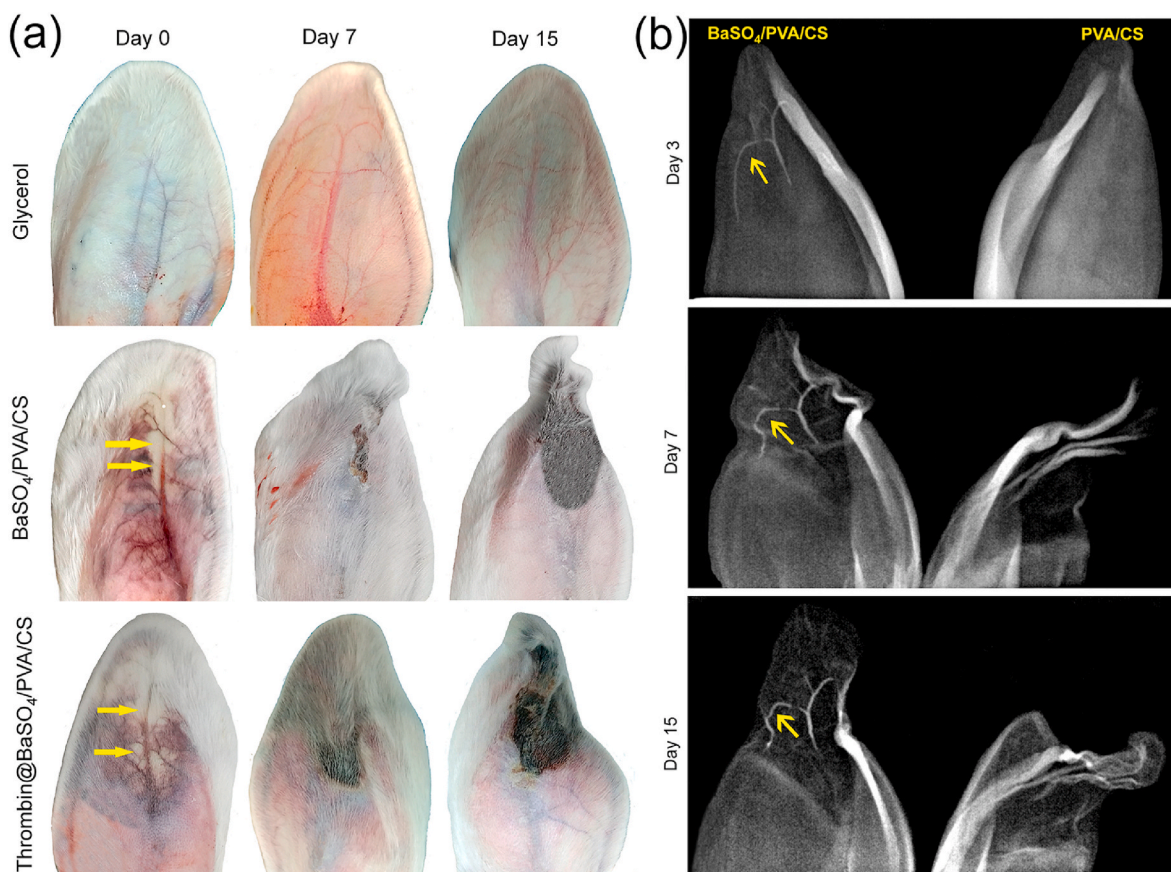 (a)
Day 0
Day 7
Day 15
Glycerol
BaSO₄/PVA/CS
Thrombin@BaSO₄/PVA/CS
(b)
BaSO₄/PVA/CS
PVA/CS
Day 3
Day 7
Day 15